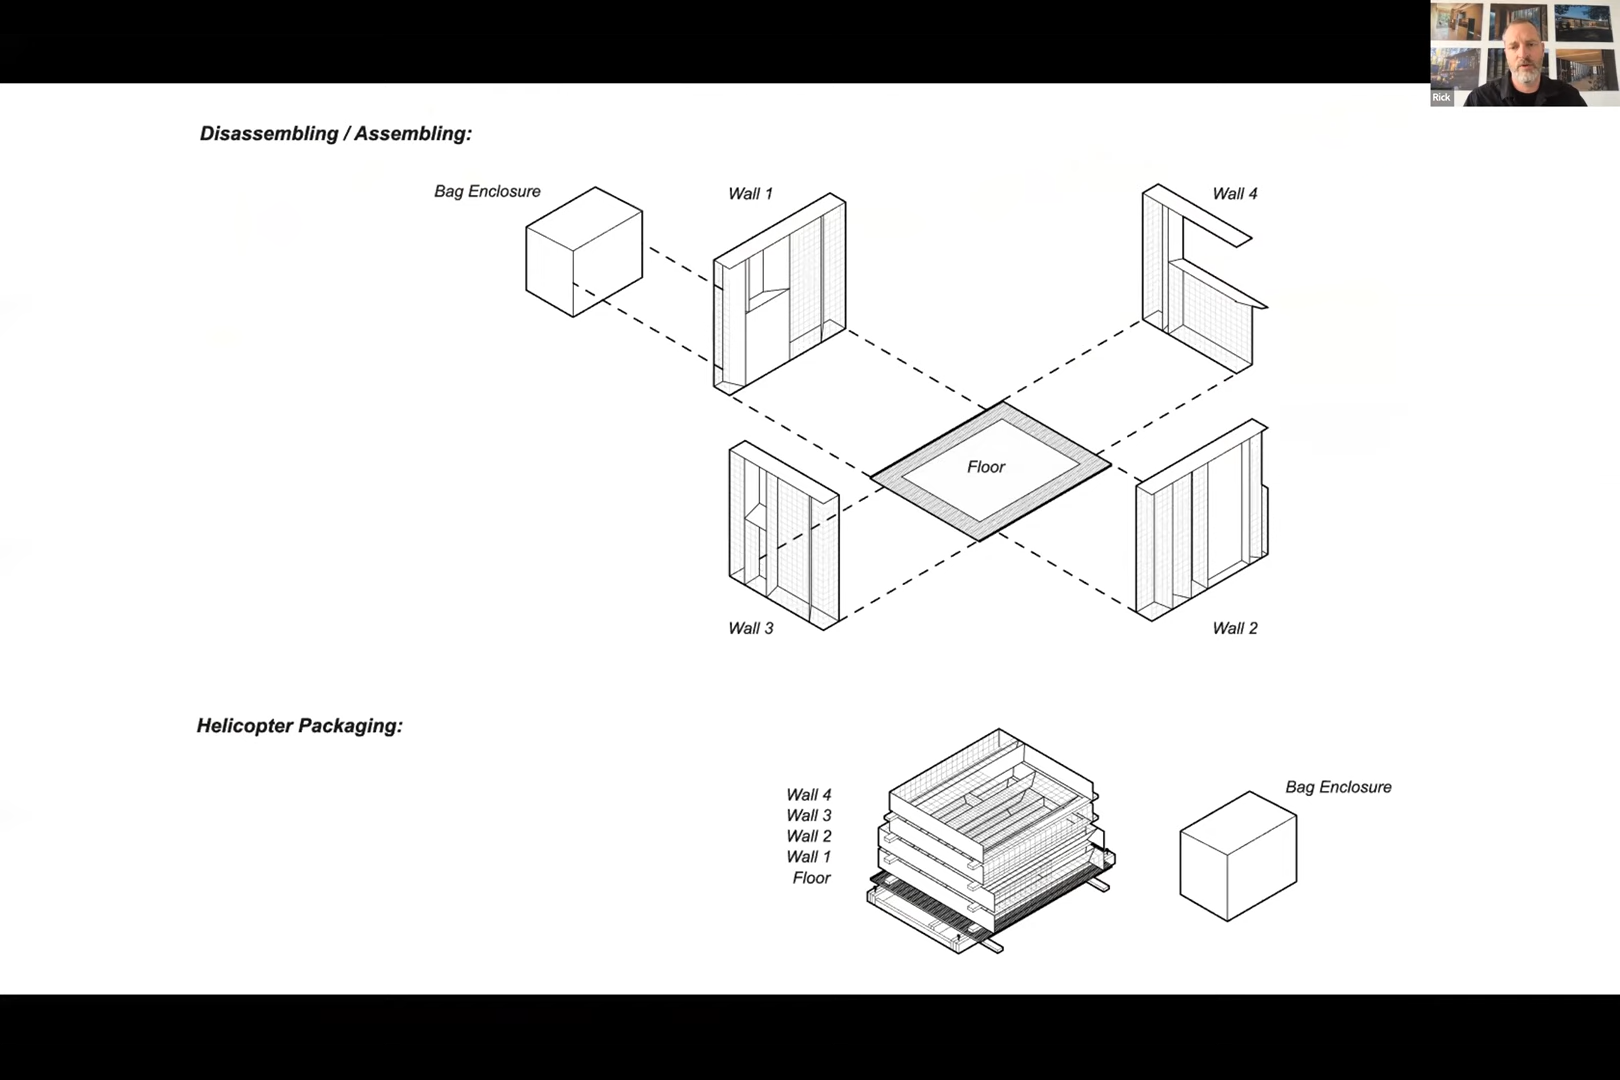 Rick
Disassembling / Assembling:
Bag Enclosure
Wall 1
Wall 4
Floor
Wall 3
Wall 2
Helicopter Packaging:
Wall 4
Wall 3
Wall 2
Wall 1
Floor
Bag Enclosure